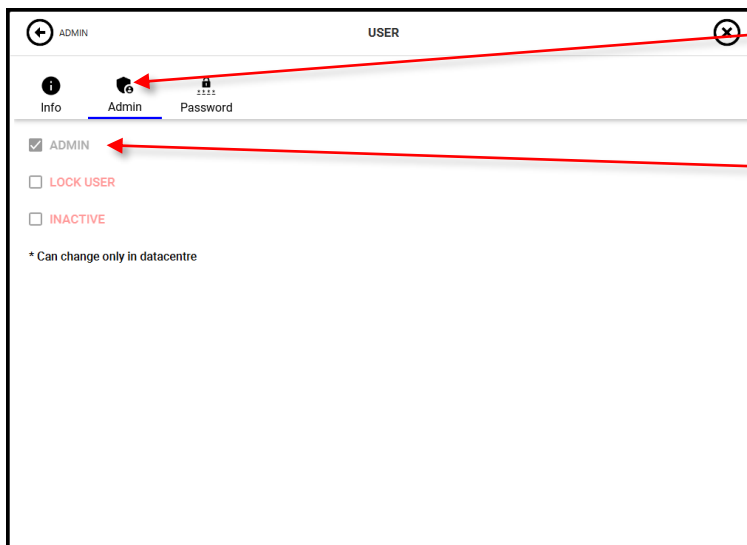 ADMIN
USER
Info
Admin
Password
ADMIN
LOCK USER
INACTIVE
* Can change only in datacentre